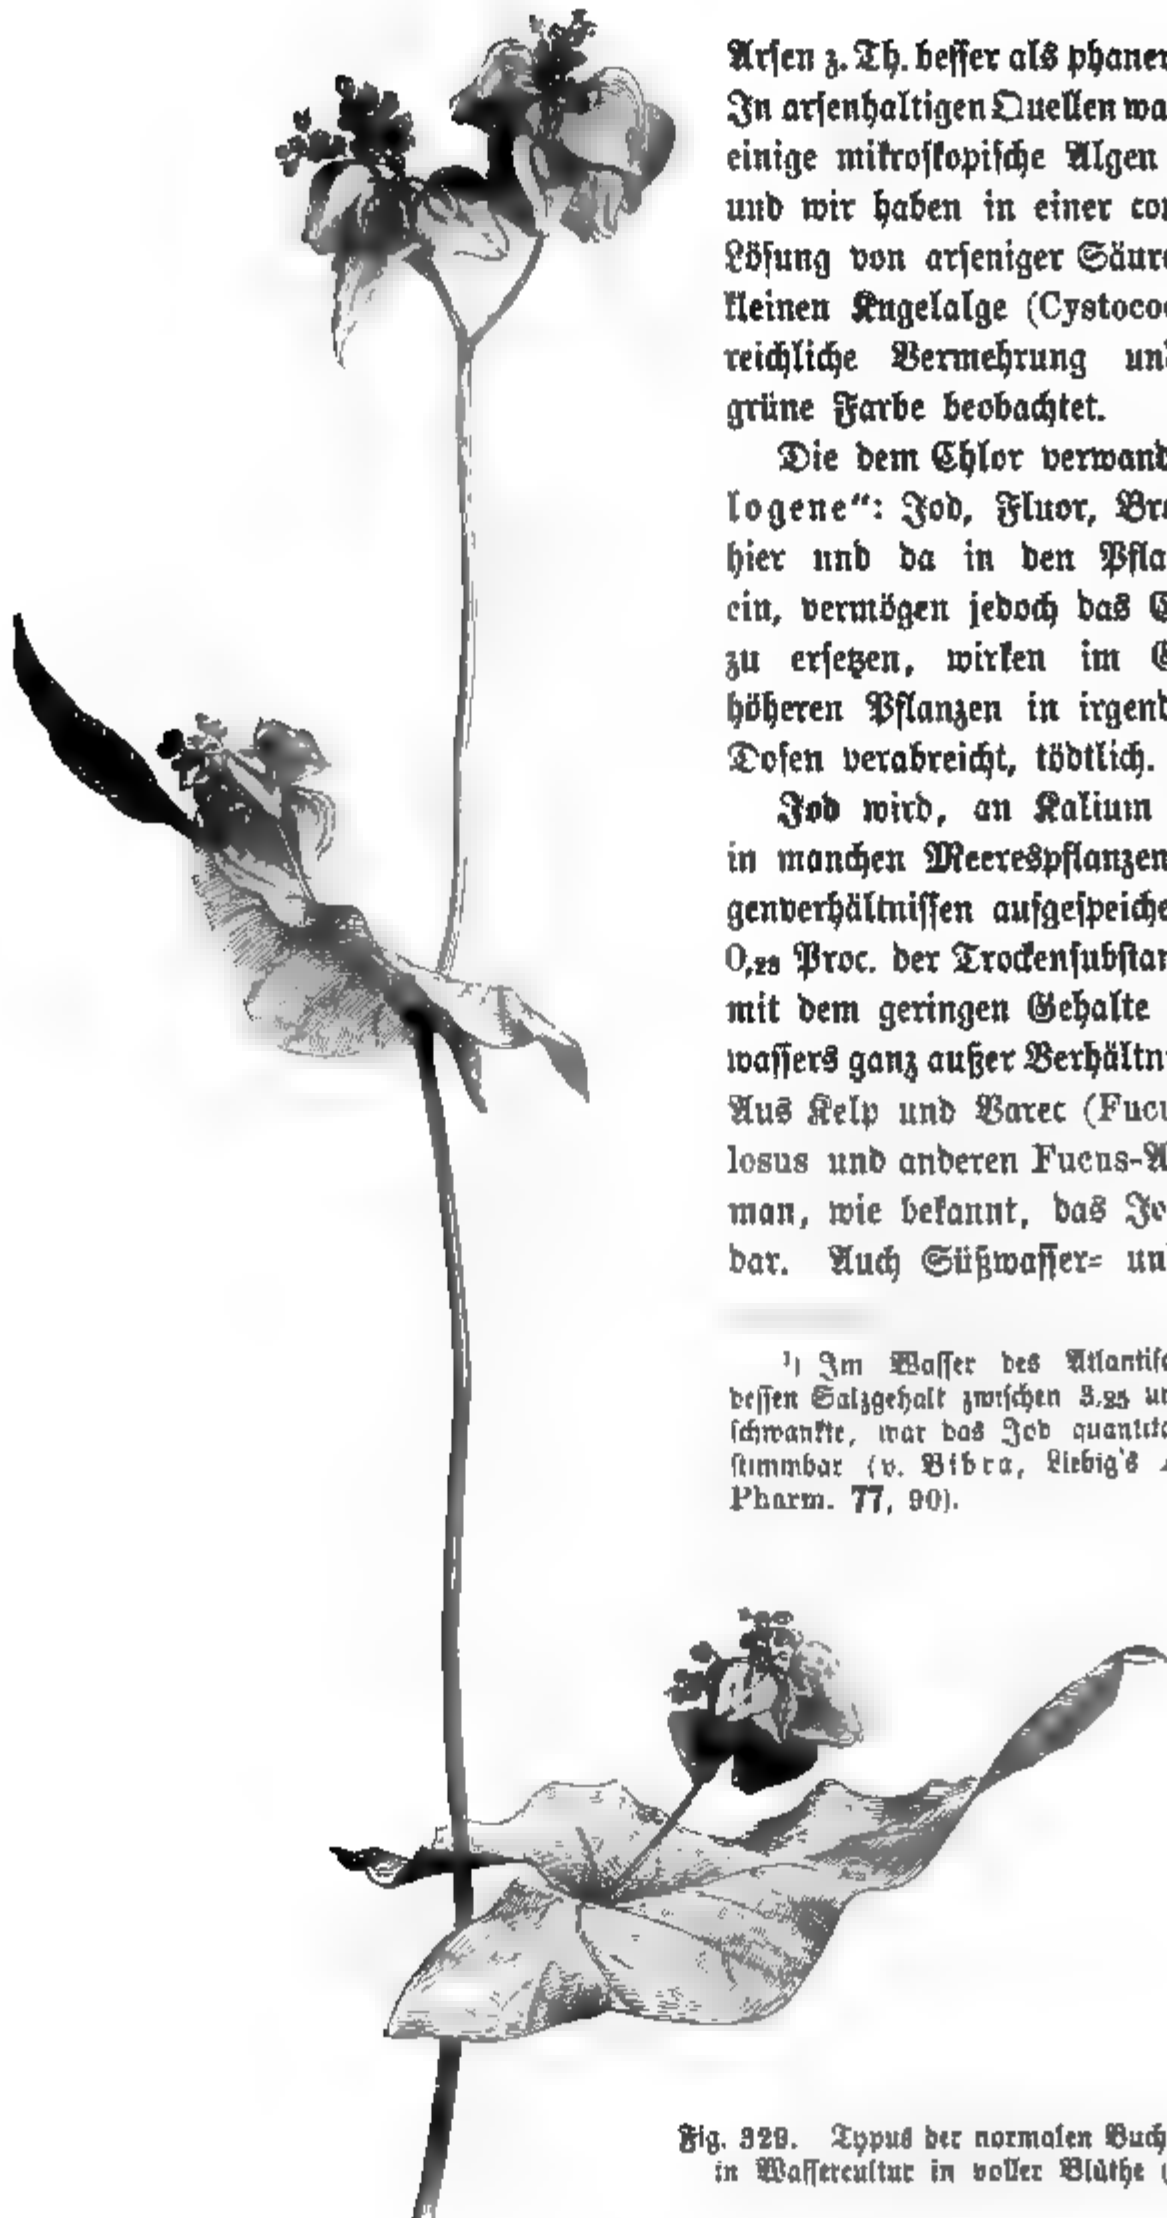 Arsen z. Th. besser als phaner
In arsenhaltigen Quellen wa
einige mikroskopische Algen
und wir haben in einer con
Lösung von arseniger Säure
kleinen Kngelalge (Cystococ
reichliche Vermehrung und
grüne Farbe beobachtet.
Die dem Chlor verwand
logene“: Jod, Fluor, Bro
hier und da in den Pfla
ein, vermögen jedoch das C
zu ersetzen, wirken im G
höheren Pflanzen in irgend
Dosen verabreicht, tödtlich.
Jod wird, an Kalium
in manchen Meerespflanzen
genverhältnissen aufgespeiche
0,23 Proc. der Trockensubstan
mit dem geringen Gehalte
wassers ganz außer Verhältni
Aus Kelp und Varec (Fucu
losus und anderen Fucus-A
man, wie bekannt, das Jo
dar. Auch Süßwasser= un
¹) Im Wasser des Atlantisc
dessen Salzgehalt zwischen 3,25 un
schwankte, war das Jod quantita
stimmbar (v. Bibra, Liebig's A
Pharm. 77, 90).
Fig. 329. Typus der normalen Buch
in Wassercultur in voller Blüthe (